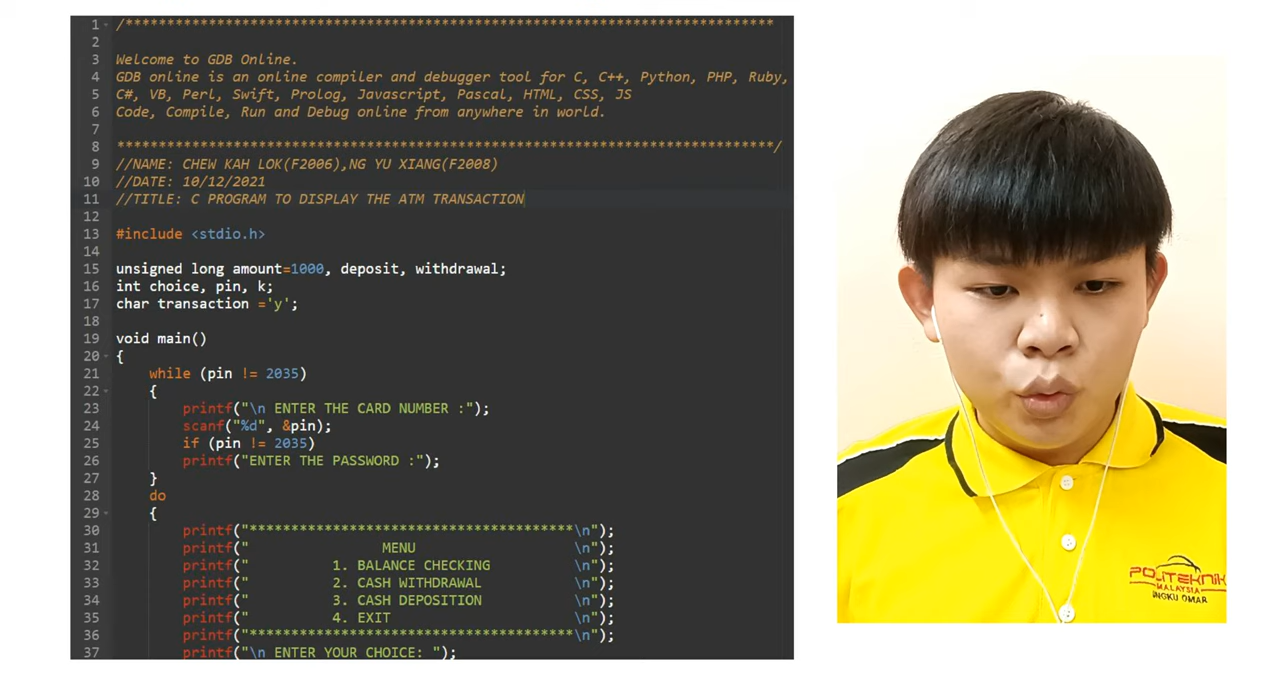 1 /*******************************************************************************
2
3 Welcome to GDB Online.
4 GDB online is an online compiler and debugger tool for C, C++, Python, PHP, Ruby,
5 C#, VB, Perl, Swift, Prolog, Javascript, Pascal, HTML, CSS, JS
6 Code, Compile, Run and Debug online from anywhere in world.
7
8 *******************************************************************************/
9 //NAME: CHEW KAH LOK(F2006),NG YU XIANG(F2008)
10 //DATE: 10/12/2021
11 //TITLE: C PROGRAM TO DISPLAY THE ATM TRANSACTION
12
13 #include <stdio.h>
14
15 unsigned long amount=1000, deposit, withdrawal;
16 int choice, pin, k;
17 char transaction ='y';
18
19 void main()
20 {
21 while (pin != 2035)
22 {
23 printf("\n ENTER THE CARD NUMBER :");
24 scanf("%d", &pin);
25 if (pin != 2035)
26 printf("ENTER THE PASSWORD :");
27 }
28 do
29 {
30 printf("***************************************\n");
31 printf("                MENU                   \n");
32 printf("          1. BALANCE CHECKING          \n");
33 printf("          2. CASH WITHDRAWAL           \n");
34 printf("          3. CASH DEPOSITION           \n");
35 printf("          4. EXIT                      \n");
36 printf("***************************************\n");
37 printf("\n ENTER YOUR CHOICE: ");
POLITEKNIK
MALAYSIA
UNGKU OMAR